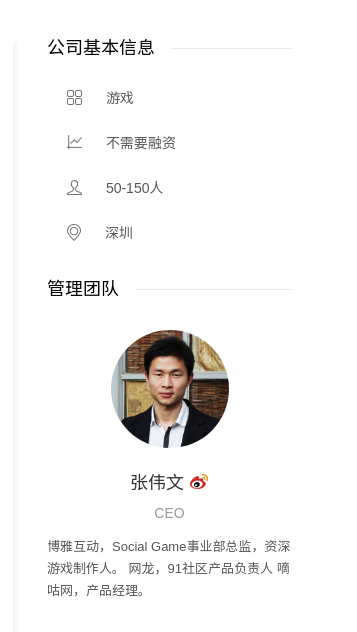 公司基本信息
游戏
不需要融资
50-150人
深圳
管理团队
张伟文
CEO
博雅互动，Social Game事业部总监，资深
游戏制作人。 网龙，91社区产品负责人 嘀
咕网，产品经理。